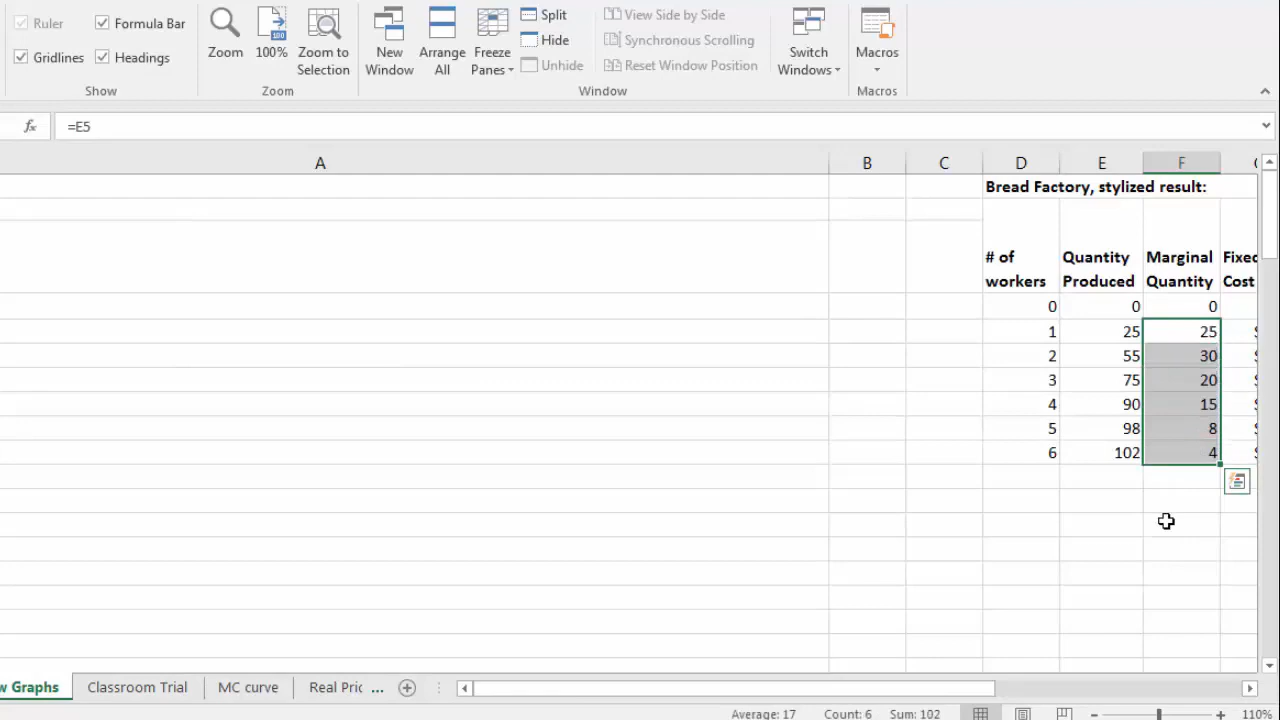 Ruler
Formula Bar
Gridlines
Headings
Show
Zoom
100%
100
Zoom to
Selection
Zoom
New
Window
Arrange
All
Freeze
Panes
Split
Hide
Unhide
View Side by Side
Synchronous Scrolling
Reset Window Position
Window
Switch
Windows
Macros
Macros
fx
=E5
A B C D E F
Bread Factory, stylized result:
# of
workers
Quantity
Produced
Marginal
Quantity
Fixed
Cost
0 0 0
1 25 25
2 55 30
3 75 20
4 90 15
5 98 8
6 102 4
w Graphs
Classroom Trial
MC curve
Real Pric ...
Average: 17
Count: 6
Sum: 102
110%